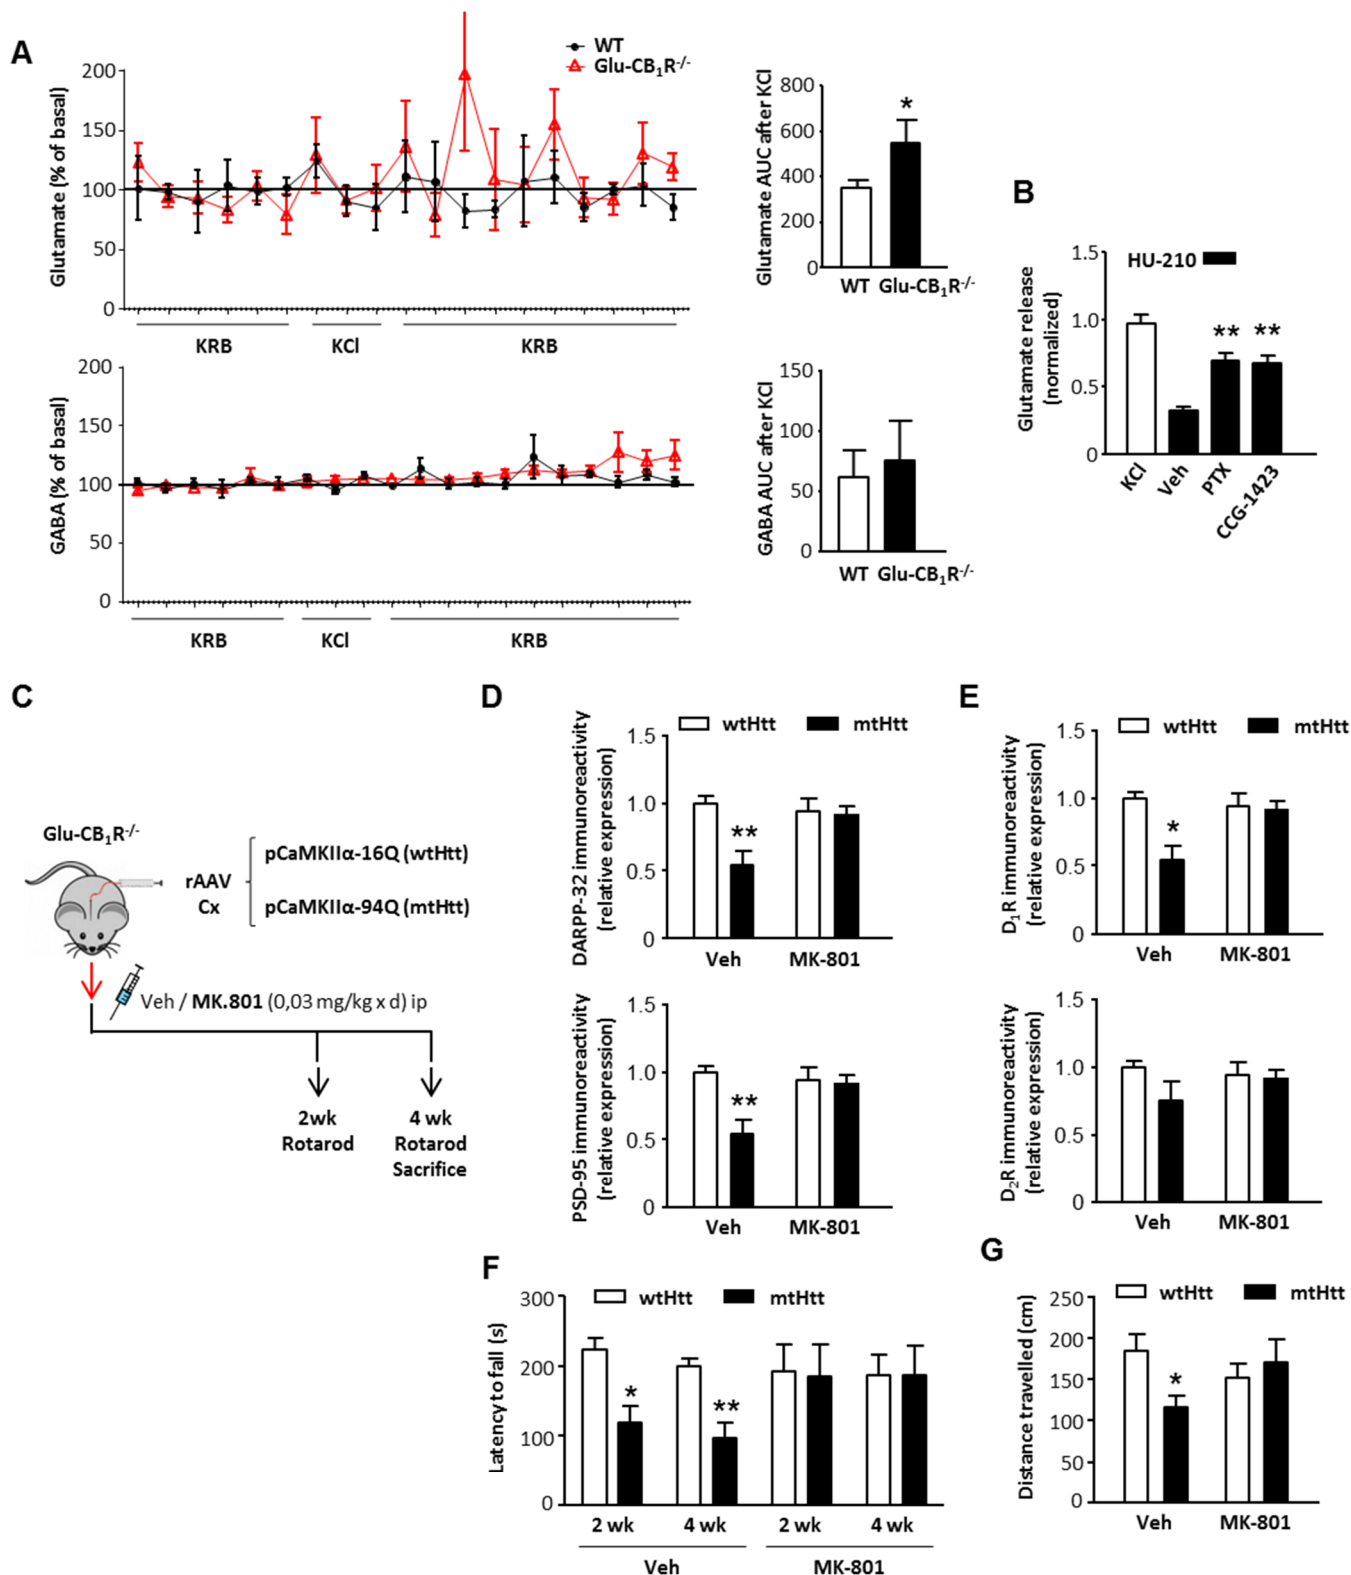 A
WT
Glu-CB₁R⁻/⁻
Glutamate (% of basal)
200
150
100
50
0
KRB
KCl
KRB
Glutamate AUC after KCl
800
600
400
200
0
*
WT
Glu-CB₁R⁻/⁻
B
Glutamate release
(normalized)
1.5
1.0
0.5
0
HU-210
**
**
KCl
Veh
PTX
CCG-1423
GABA (% of basal)
200
150
100
50
0
KRB
KCl
KRB
GABA AUC after KCl
150
100
50
0
WT
Glu-CB₁R⁻/⁻
C
Glu-CB₁R⁻/⁻
rAAV
Cx
pCaMKIIα-16Q (wtHtt)
pCaMKIIα-94Q (mtHtt)
Veh / MK.801 (0,03 mg/kg x d) ip
2wk
Rotarod
4 wk
Rotarod
Sacrifice
D
wtHtt
mtHtt
DARPP-32 immunoreactivity
(relative expression)
1.5
1.0
0.5
0
**
Veh
MK-801
PSD-95 immunoreactivity
(relative expression)
1.5
1.0
0.5
0
**
Veh
MK-801
E
wtHtt
mtHtt
D₁R immunoreactivity
(relative expression)
1.5
1.0
0.5
0
*
Veh
MK-801
D₂R immunoreactivity
(relative expression)
1.5
1.0
0.5
0
Veh
MK-801
F
wtHtt
mtHtt
Latency to fall (s)
300
200
100
0
*
**
2 wk
4 wk
2 wk
4 wk
Veh
MK-801
G
wtHtt
mtHtt
Distance travelled (cm)
250
200
150
100
50
0
*
Veh
MK-801